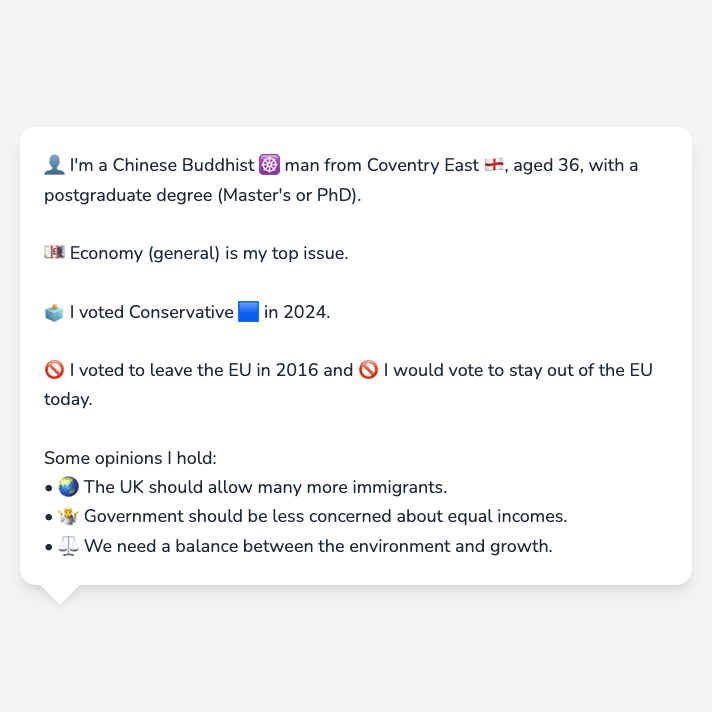 👤 I'm a Chinese Buddhist ☸️ man from Coventry East 🏴󠁧󠁢󠁥󠁮󠁧󠁿, aged 36, with a
postgraduate degree (Master's or PhD).
💷 Economy (general) is my top issue.
🗳️ I voted Conservative 🟦 in 2024.
🚫 I voted to leave the EU in 2016 and 🚫 I would vote to stay out of the EU
today.
Some opinions I hold:
• 🌏 The UK should allow many more immigrants.
• 🤷 Government should be less concerned about equal incomes.
• ⚖️ We need a balance between the environment and growth.